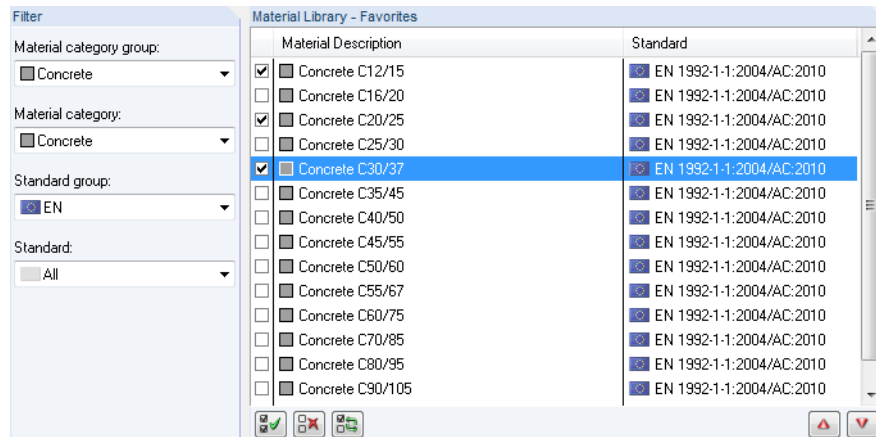 Filter
Material category group:
Concrete
Material category:
Concrete
Standard group:
EN
Standard:
All
Material Library - Favorites
Material Description Standard
Concrete C12/15 EN 1992-1-1:2004/AC:2010
Concrete C16/20 EN 1992-1-1:2004/AC:2010
Concrete C20/25 EN 1992-1-1:2004/AC:2010
Concrete C25/30 EN 1992-1-1:2004/AC:2010
Concrete C30/37 EN 1992-1-1:2004/AC:2010
Concrete C35/45 EN 1992-1-1:2004/AC:2010
Concrete C40/50 EN 1992-1-1:2004/AC:2010
Concrete C45/55 EN 1992-1-1:2004/AC:2010
Concrete C50/60 EN 1992-1-1:2004/AC:2010
Concrete C55/67 EN 1992-1-1:2004/AC:2010
Concrete C60/75 EN 1992-1-1:2004/AC:2010
Concrete C70/85 EN 1992-1-1:2004/AC:2010
Concrete C80/95 EN 1992-1-1:2004/AC:2010
Concrete C90/105 EN 1992-1-1:2004/AC:2010